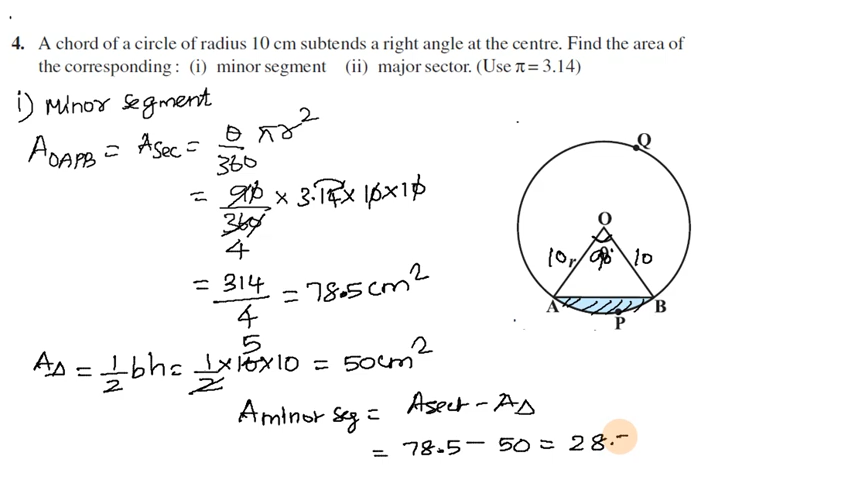 4. A chord of a circle of radius 10 cm subtends a right angle at the centre. Find the area of
the corresponding : (i) minor segment (ii) major sector. (Use π = 3.14)
i) Minor segment
A_OAPB = A_Sec = θ/360 πr²
= 90/360 × 3.14 × 10 × 10
4
= 314/4 = 78.5 cm²
5
A_Δ = 1/2 bh = 1/2 × 10 × 10 = 50 cm²
A minor seg = A sect − A_Δ
= 78.5 − 50 = 28.
Q
O
10 r 90° 10
A B
P